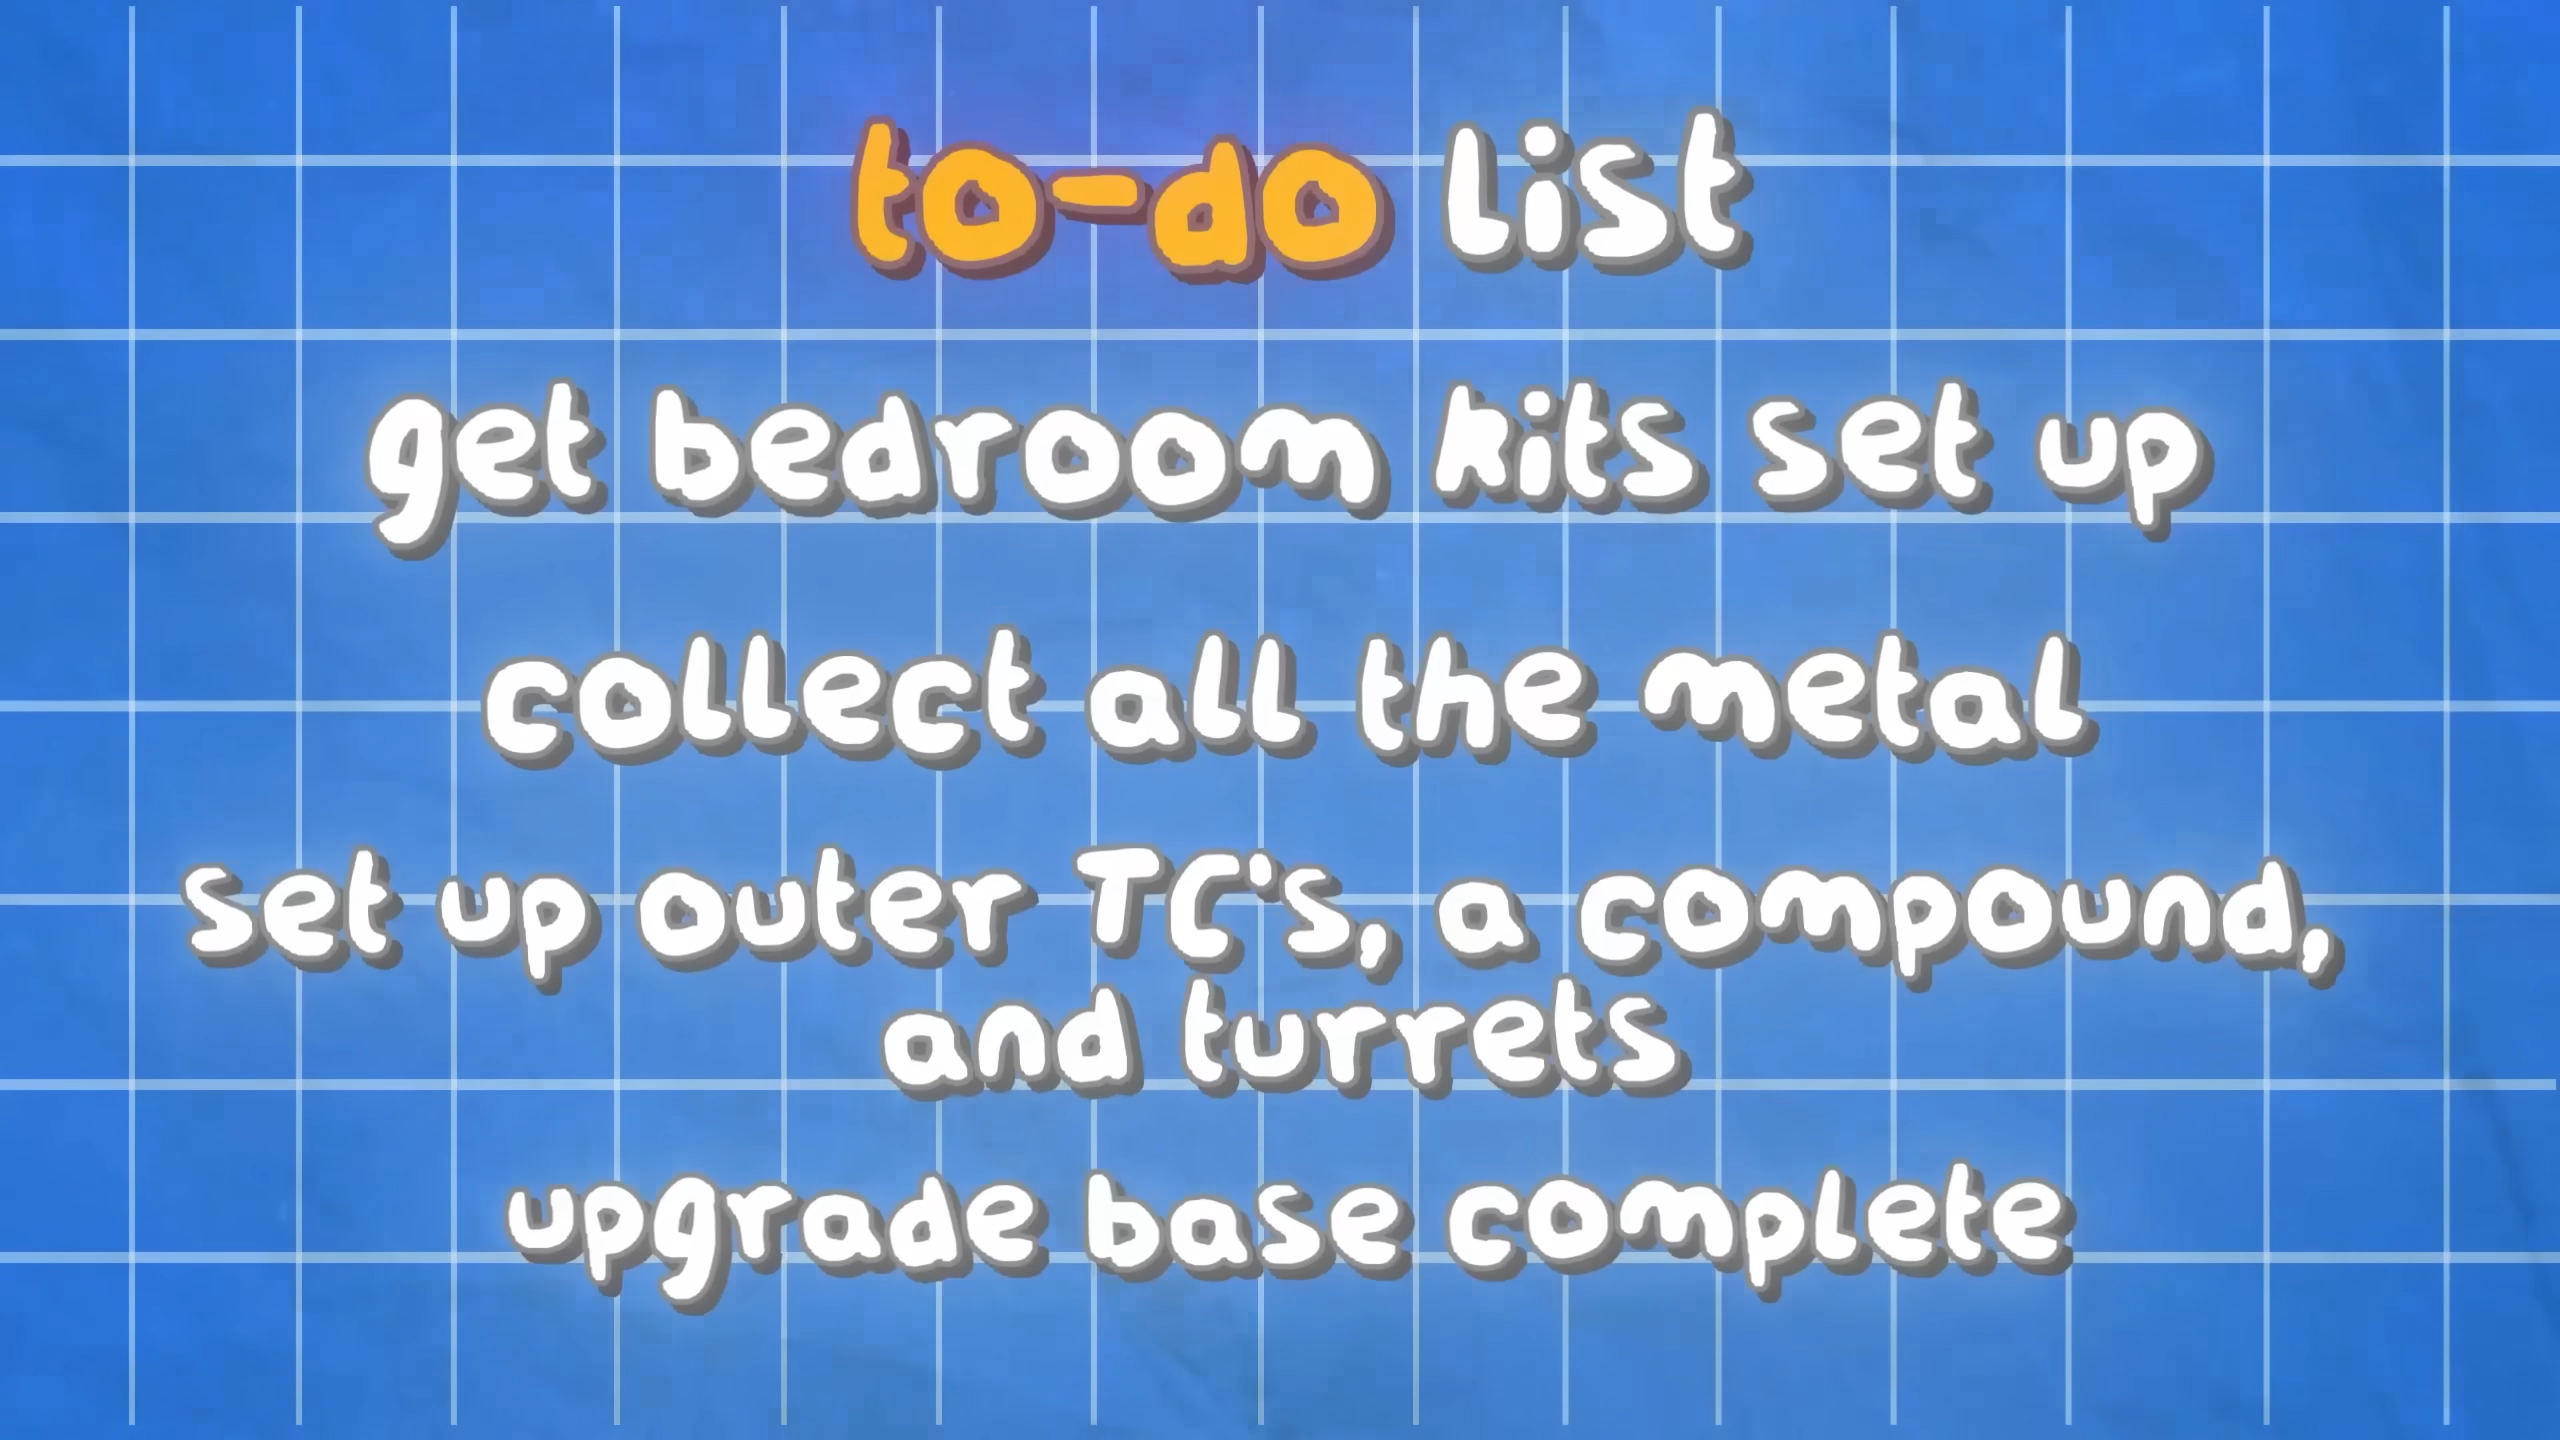 to-do list
get bedroom kits set up
collect all the metal
set up outer TC's, a compound,
and turrets
upgrade base complete